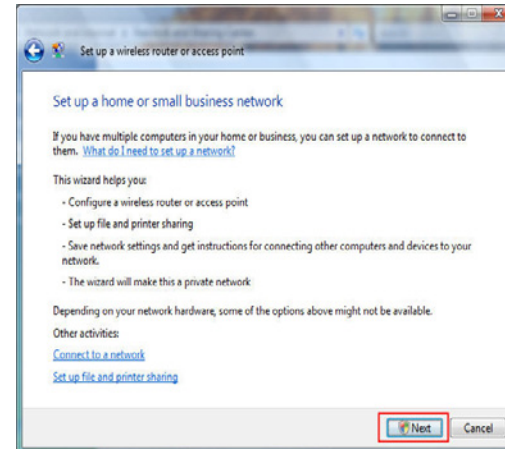 Set up a wireless router or access point
Set up a home or small business network
If you have multiple computers in your home or business, you can set up a network to connect to
them. What do I need to set up a network?
This wizard helps you:
- Configure a wireless router or access point
- Set up file and printer sharing
- Save network settings and get instructions for connecting other computers and devices to your
network.
- The wizard will make this a private network
Depending on your network hardware, some of the options above might not be available.
Other activities:
Connect to a network
Set up file and printer sharing
Next Cancel